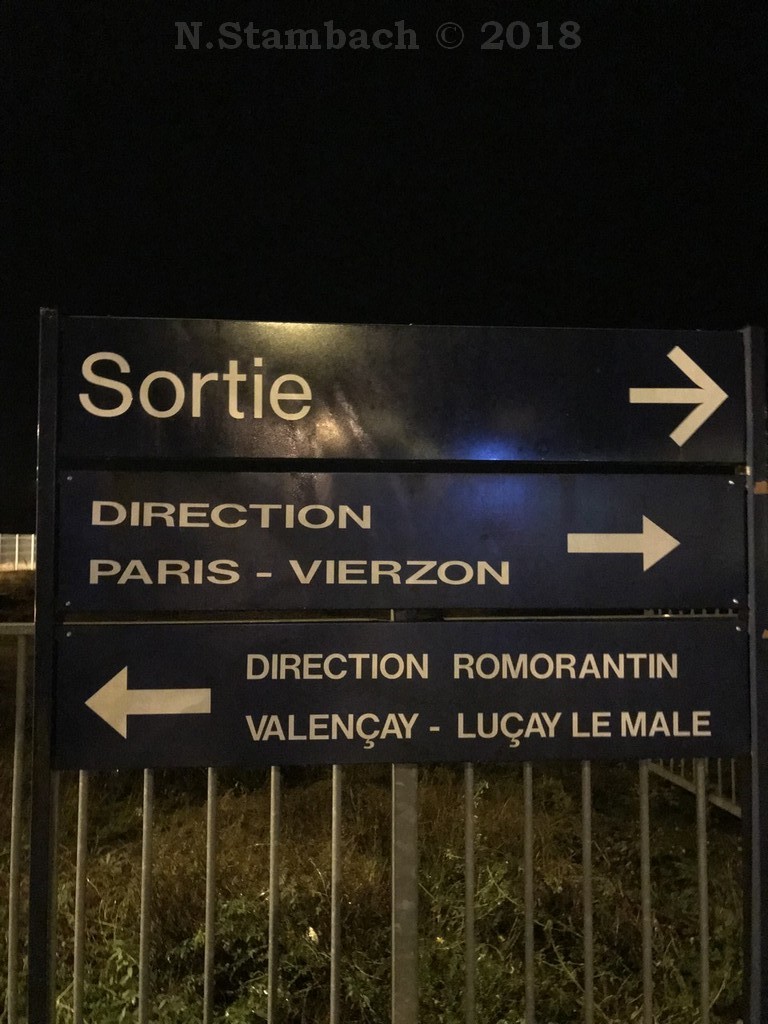 N.Stambach © 2018
Sortie
DIRECTION
PARIS - VIERZON
DIRECTION ROMORANTIN
VALENÇAY - LUÇAY LE MALE